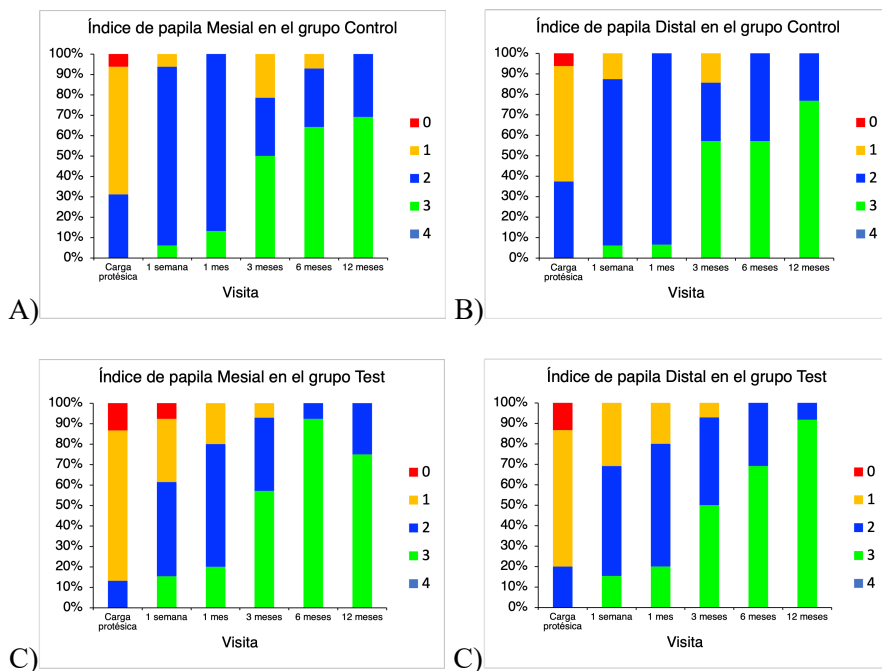 Índice de papila Mesial en el grupo Control
100%
90%
80%
70%
60%
50%
40%
30%
20%
10%
0%
Carga protésica
1 semana
1 mes
3 meses
6 meses
12 meses
Visita
0
1
2
3
4
A)
Índice de papila Distal en el grupo Control
100%
90%
80%
70%
60%
50%
40%
30%
20%
10%
0%
Carga protésica
1 semana
1 mes
3 meses
6 meses
12 meses
Visita
0
1
2
3
4
B)
Índice de papila Mesial en el grupo Test
100%
90%
80%
70%
60%
50%
40%
30%
20%
10%
0%
Carga protésica
1 semana
1 mes
3 meses
6 meses
12 meses
Visita
0
1
2
3
4
C)
Índice de papila Distal en el grupo Test
100%
90%
80%
70%
60%
50%
40%
30%
20%
10%
0%
Carga protésica
1 semana
1 mes
3 meses
6 meses
12 meses
Visita
0
1
2
3
4
C)